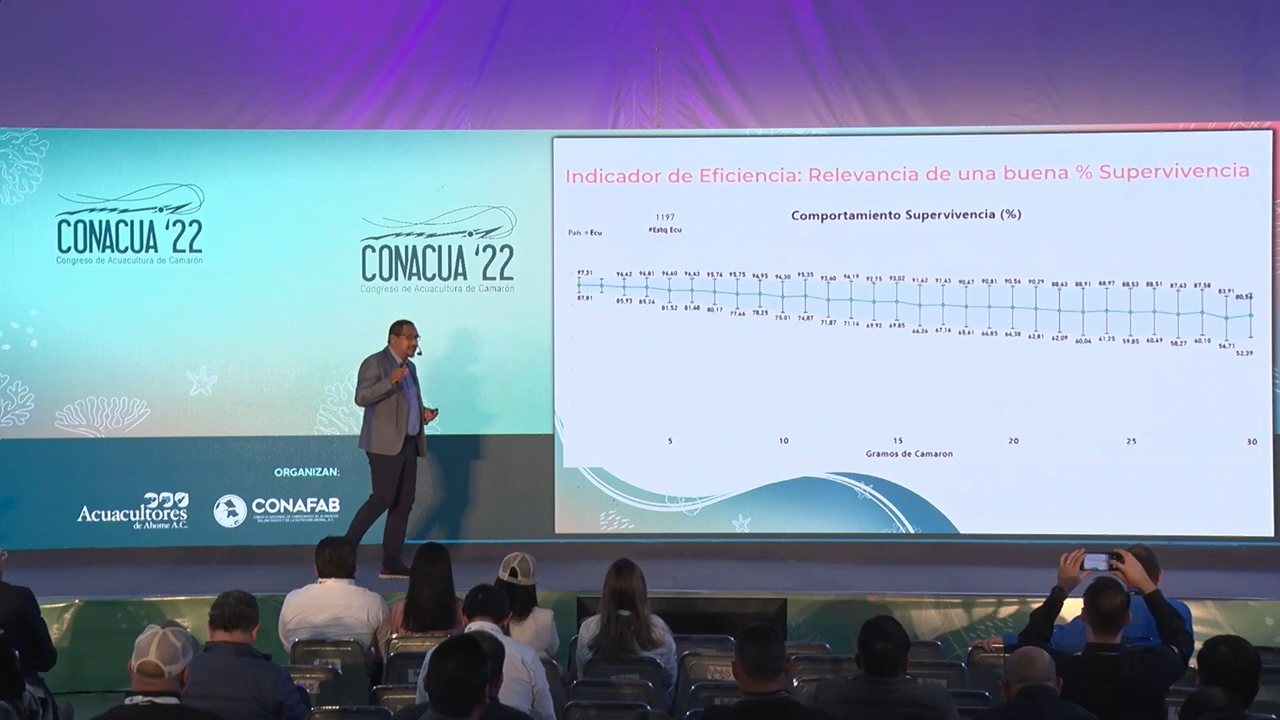 CONACUA '22
Congreso de Acuacultura de Camarón
CONACUA '22
Congreso de Acuacultura de Camarón
ORGANIZAN:
Acuacultores
de Ahome A.C.
CONAFAB
Indicador de Eficiencia: Relevancia de una buena % Supervivencia
Comportamiento Supervivencia (%)
1197
País Ecu #Estq Ecu
97,31 96,62 96,81 96,60 96,43 95,76 95,75 94,95 94,30 95,35 93,60 94,19 92,75 93,02 91,62 91,43 90,47 90,81 90,56 90,29 88,63 88,91 88,97 88,53 88,51 87,43 87,58 83,91 80,56
87,81 85,93 85,26 81,52 81,48 80,17 77,46 78,25 75,01 74,87 71,87 71,14 69,92 69,85 66,26 67,16 65,61 64,85 64,38 62,81 62,09 60,04 61,25 59,85 60,49 58,27 60,10 56,71 52,39
5 10 15 20 25 30
Gramos de Camaron